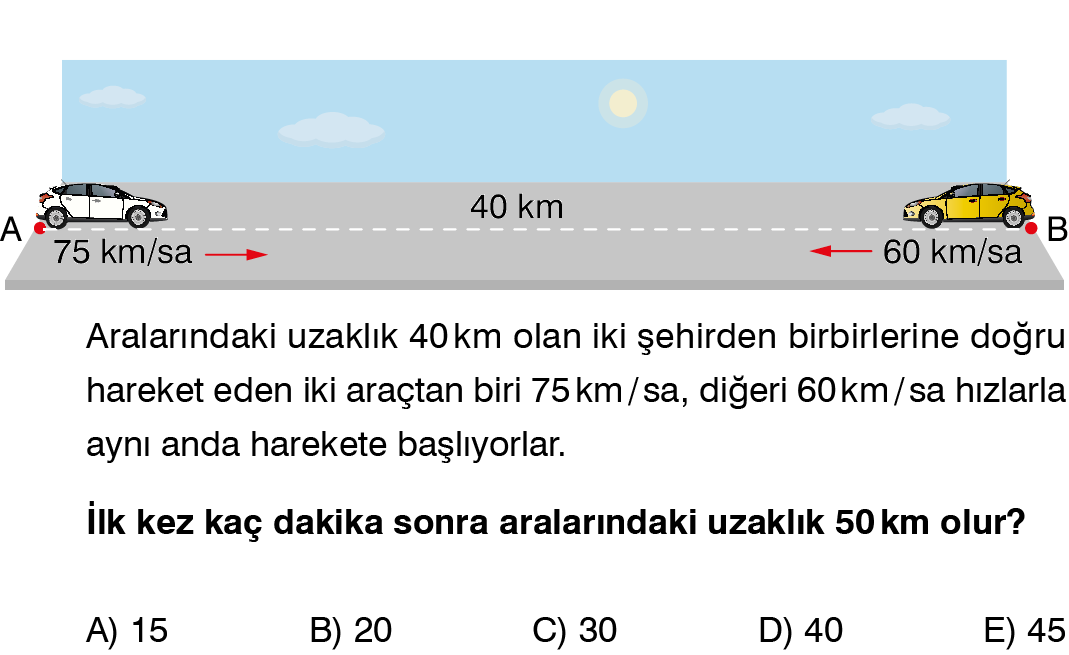 40 km
A
B
75 km/sa
60 km/sa
Aralarındaki uzaklık 40 km olan iki şehirden birbirlerine doğru
hareket eden iki araçtan biri 75 km / sa, diğeri 60 km / sa hızlarla
aynı anda harekete başlıyorlar.
İlk kez kaç dakika sonra aralarındaki uzaklık 50 km olur?
A) 15 B) 20 C) 30 D) 40 E) 45